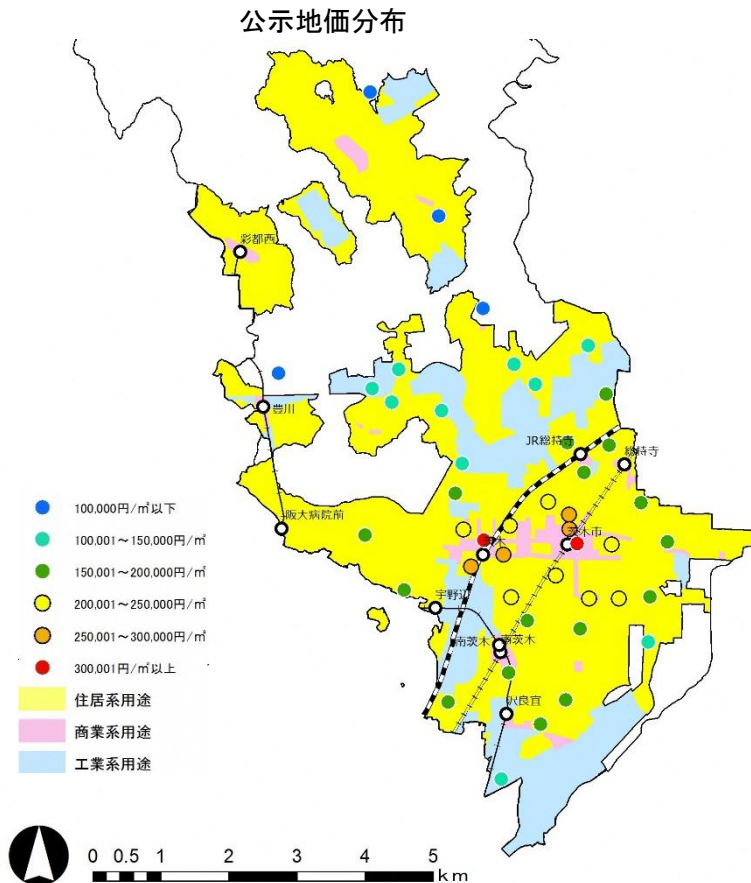 公示地価分布
彩都西
豊川
JR総持寺
総持寺
阪大病院前
茨木市
宇野辺
南茨木
南茨木
沢良宜
100,000円/㎡以下
100,001～150,000円/㎡
150,001～200,000円/㎡
200,001～250,000円/㎡
250,001～300,000円/㎡
300,001円/㎡以上
住居系用途
商業系用途
工業系用途
0 0.5 1 2 3 4 5
km